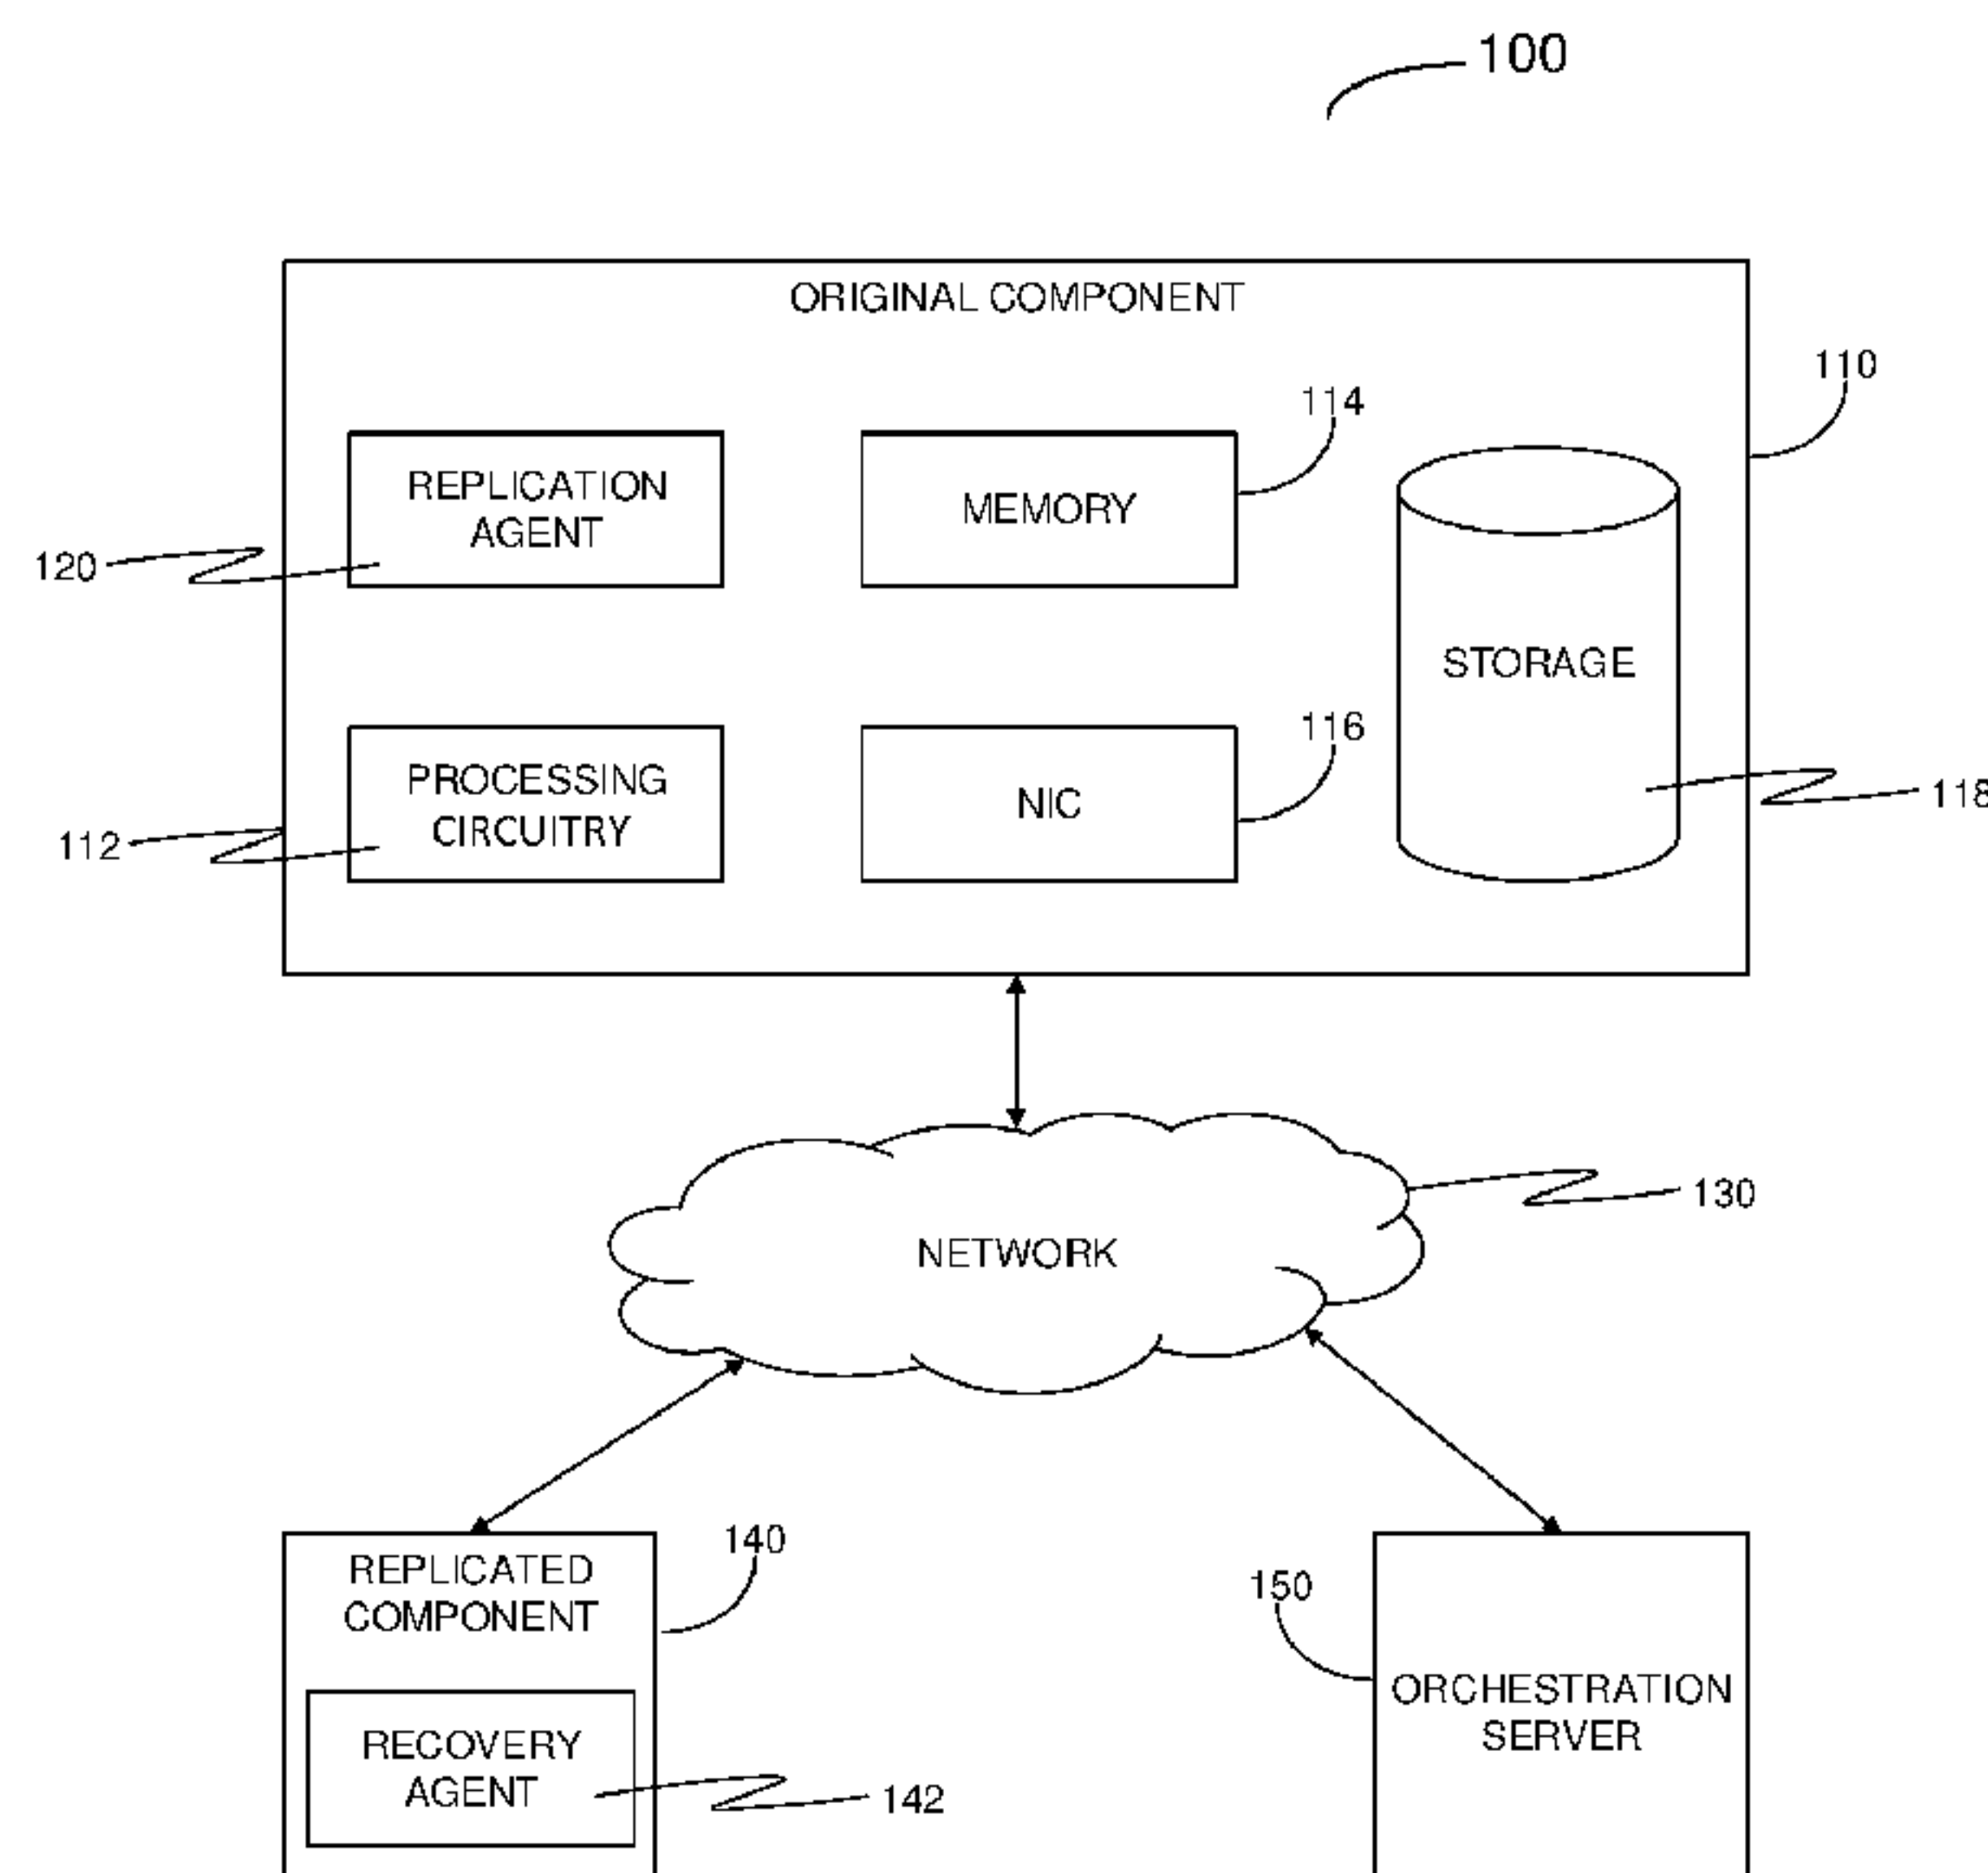 100
ORIGINAL COMPONENT
110
114
REPLICATION
AGENT
MEMORY
120
STORAGE
116
PROCESSING
CIRCUITRY
NIC
118
112
130
NETWORK
140
REPLICATED
COMPONENT
150
ORCHESTRATION
SERVER
RECOVERY
AGENT
142